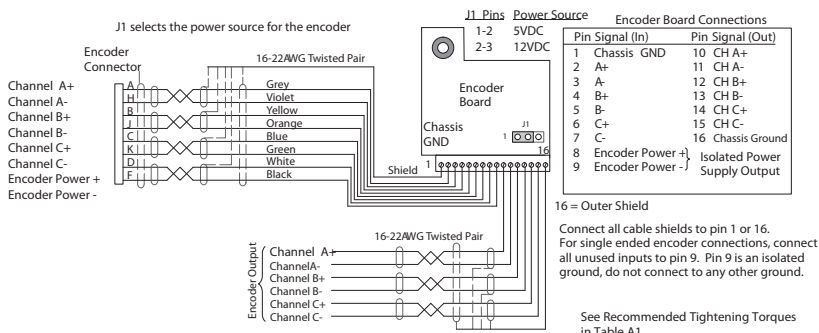 J1 selects the power source for the encoder
J1 Pins Power Source
1-2 5VDC
2-3 12VDC
Encoder Board Connections
Pin Signal (In) Pin Signal (Out)
1 Chassis GND 10 CH A+
2 A+ 11 CH A-
3 A- 12 CH B+
4 B+ 13 CH B-
5 B- 14 CH C+
6 C+ 15 CH C-
7 C- 16 Chassis Ground
8 Encoder Power +
9 Encoder Power -
Isolated Power
Supply Output
Encoder
Connector
16-22AWG Twisted Pair
Channel A+
Channel A-
Channel B+
Channel B-
Channel C+
Channel C-
Encoder Power +
Encoder Power -
A
H
B
J
C
K
D
F
Grey
Violet
Yellow
Orange
Blue
Green
White
Black
Encoder
Board
Chassis
GND
J1
1
16
Shield
1
16 = Outer Shield
Connect all cable shields to pin 1 or 16.
For single ended encoder connections, connect
all unused inputs to pin 9. Pin 9 is an isolated
ground, do not connect to any other ground.
16-22AWG Twisted Pair
Encoder Output
Channel A+
ChannelA-
Channel B+
Channel B-
Channel C+
Channel C-
See Recommended Tightening Torques
in Table A1